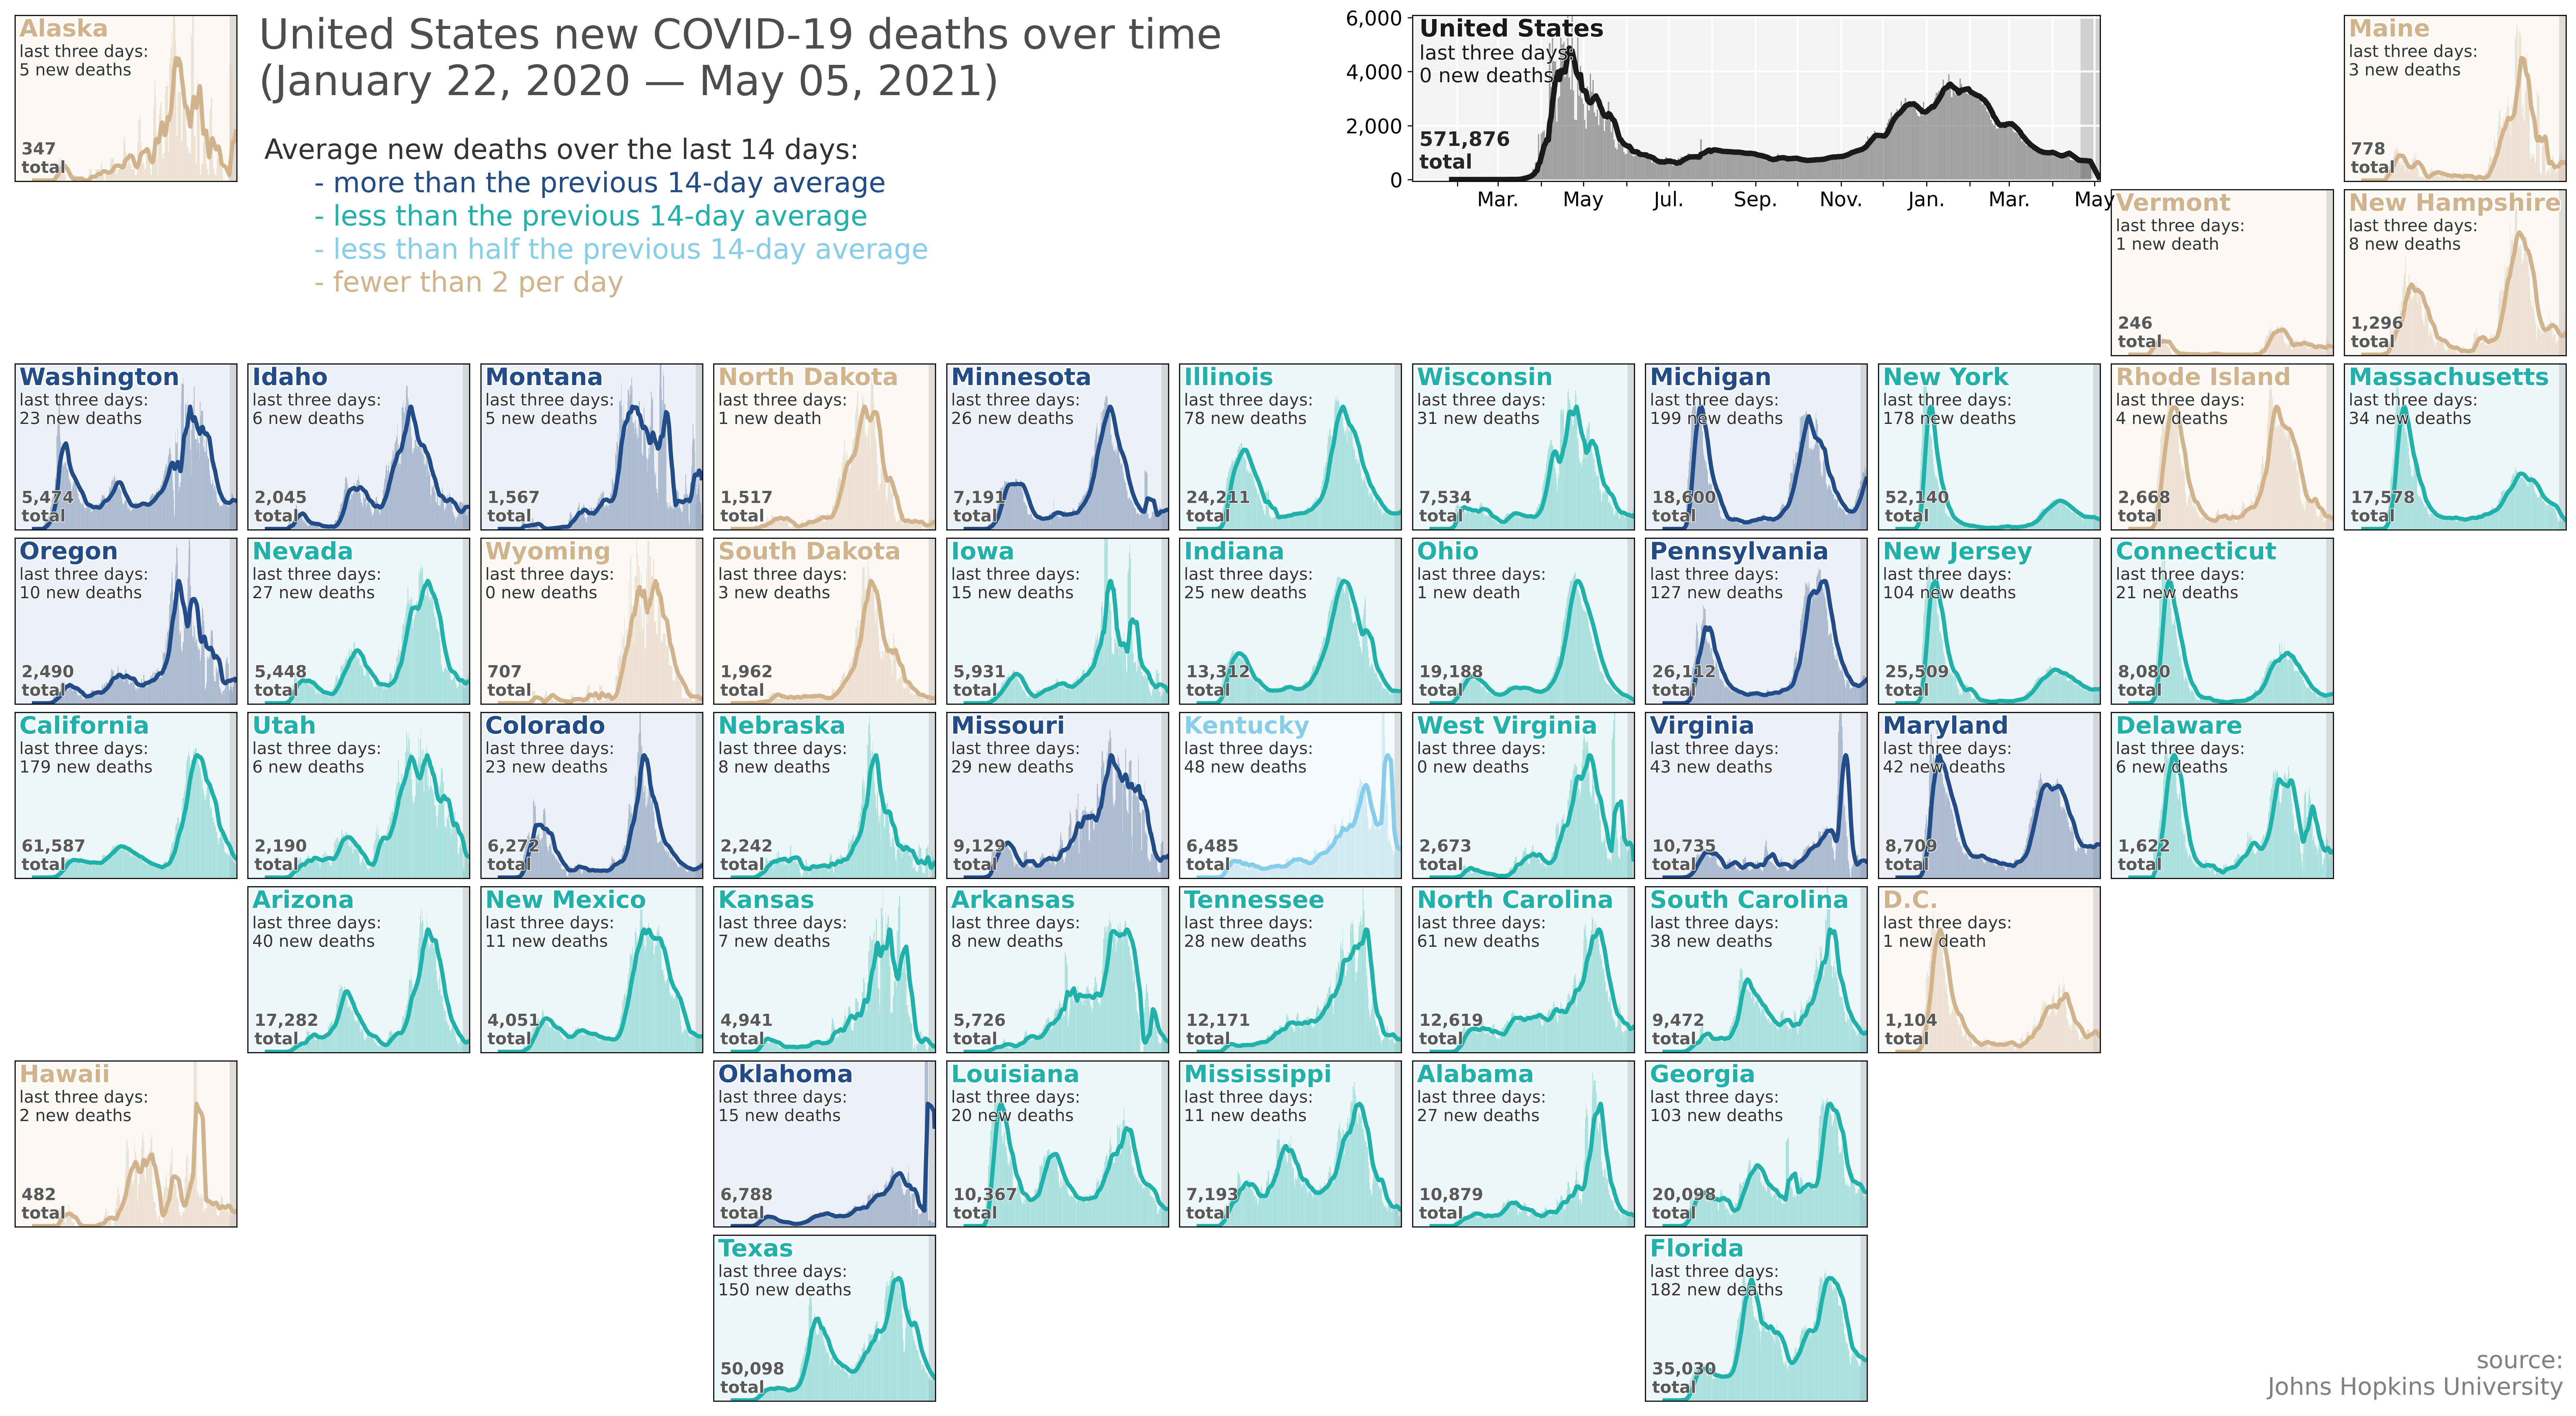 United States new COVID-19 deaths over time
(January 22, 2020 — May 05, 2021)
Average new deaths over the last 14 days:
- more than the previous 14-day average
- less than the previous 14-day average
- less than half the previous 14-day average
- fewer than 2 per day
Alaska
last three days:
5 new deaths
347
total
United States
last three days:
0 new deaths
571,876
total
6,000
4,000
2,000
0
Mar.
May
Jul.
Sep.
Nov.
Jan.
Mar.
May
Maine
last three days:
3 new deaths
778
total
Vermont
last three days:
1 new death
246
total
New Hampshire
last three days:
8 new deaths
1,296
total
Washington
last three days:
23 new deaths
5,474
total
Idaho
last three days:
6 new deaths
2,045
total
Montana
last three days:
5 new deaths
1,567
total
North Dakota
last three days:
1 new death
1,517
total
Minnesota
last three days:
26 new deaths
7,191
total
Illinois
last three days:
78 new deaths
24,211
total
Wisconsin
last three days:
31 new deaths
7,534
total
Michigan
last three days:
199 new deaths
18,600
total
New York
last three days:
178 new deaths
52,140
total
Rhode Island
last three days:
4 new deaths
2,668
total
Massachusetts
last three days:
34 new deaths
17,578
total
Oregon
last three days:
10 new deaths
2,490
total
Nevada
last three days:
27 new deaths
5,448
total
Wyoming
last three days:
0 new deaths
707
total
South Dakota
last three days:
3 new deaths
1,962
total
Iowa
last three days:
15 new deaths
5,931
total
Indiana
last three days:
25 new deaths
13,312
total
Ohio
last three days:
1 new death
19,188
total
Pennsylvania
last three days:
127 new deaths
26,112
total
New Jersey
last three days:
104 new deaths
25,509
total
Connecticut
last three days:
21 new deaths
8,080
total
California
last three days:
179 new deaths
61,587
total
Utah
last three days:
6 new deaths
2,190
total
Colorado
last three days:
23 new deaths
6,272
total
Nebraska
last three days:
8 new deaths
2,242
total
Missouri
last three days:
29 new deaths
9,129
total
Kentucky
last three days:
48 new deaths
6,485
total
West Virginia
last three days:
0 new deaths
2,673
total
Virginia
last three days:
43 new deaths
10,735
total
Maryland
last three days:
42 new deaths
8,709
total
Delaware
last three days:
6 new deaths
1,622
total
Arizona
last three days:
40 new deaths
17,282
total
New Mexico
last three days:
11 new deaths
4,051
total
Kansas
last three days:
7 new deaths
4,941
total
Arkansas
last three days:
8 new deaths
5,726
total
Tennessee
last three days:
28 new deaths
12,171
total
North Carolina
last three days:
61 new deaths
12,619
total
South Carolina
last three days:
38 new deaths
9,472
total
D.C.
last three days:
1 new death
1,104
total
Hawaii
last three days:
2 new deaths
482
total
Oklahoma
last three days:
15 new deaths
6,788
total
Louisiana
last three days:
20 new deaths
10,367
total
Mississippi
last three days:
11 new deaths
7,193
total
Alabama
last three days:
27 new deaths
10,879
total
Georgia
last three days:
103 new deaths
20,098
total
Texas
last three days:
150 new deaths
50,098
total
Florida
last three days:
182 new deaths
35,030
total
source:
Johns Hopkins University